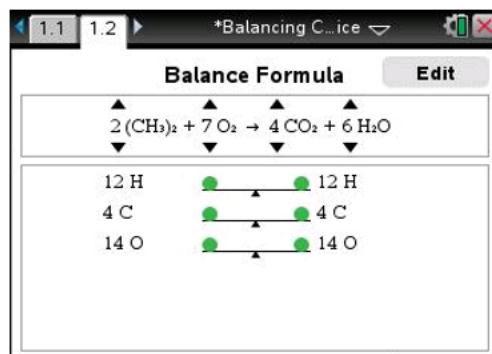 1.1 1.2 *Balancing C...ice
Balance Formula Edit
2 (CH₃)₂ + 7 O₂ → 4 CO₂ + 6 H₂O
12 H 12 H
4 C 4 C
14 O 14 O